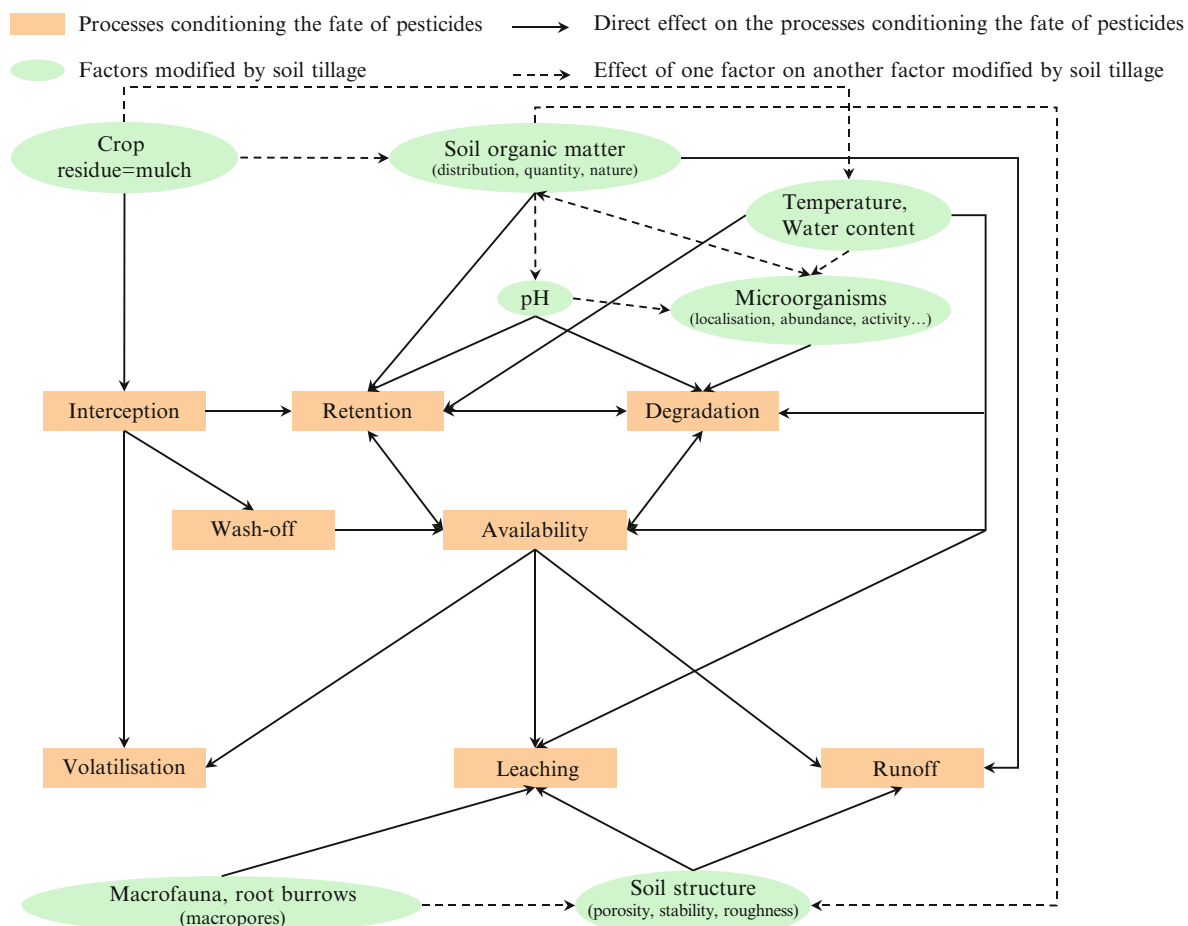 Processes conditioning the fate of pesticides
Direct effect on the processes conditioning the fate of pesticides
Factors modified by soil tillage
Effect of one factor on another factor modified by soil tillage
Crop
residue=mulch
Soil organic matter
(distribution, quantity, nature)
Temperature,
Water content
pH
Microorganisms
(localisation, abundance, activity...)
Interception
Retention
Degradation
Wash-off
Availability
Volatilisation
Leaching
Runoff
Macrofauna, root burrows
(macropores)
Soil structure
(porosity, stability, roughness)